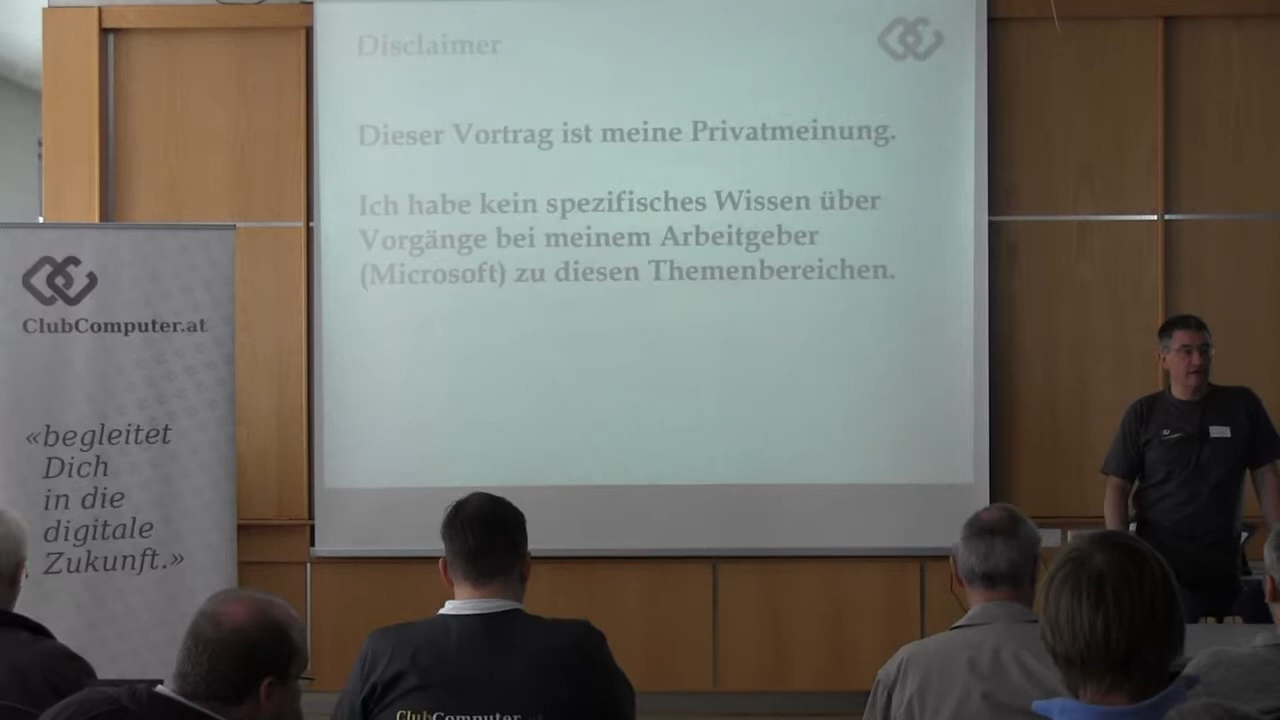 Disclaimer
Dieser Vortrag ist meine Privatmeinung.
Ich habe kein spezifisches Wissen über
Vorgänge bei meinem Arbeitgeber
(Microsoft) zu diesen Themenbereichen.
ClubComputer.at
«begleitet
Dich
in die
digitale
Zukunft.»
ClubComputer.at